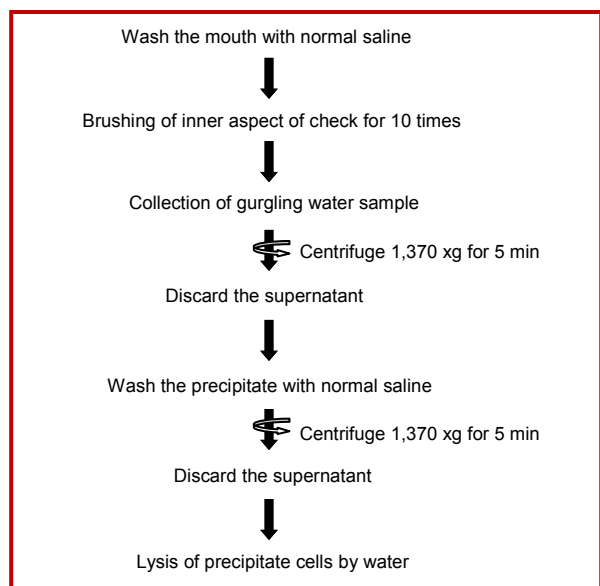 Wash the mouth with normal saline
Brushing of inner aspect of check for 10 times
Collection of gurgling water sample
Centrifuge 1,370 xg for 5 min
Discard the supernatant
Wash the precipitate with normal saline
Centrifuge 1,370 xg for 5 min
Discard the supernatant
Lysis of precipitate cells by water